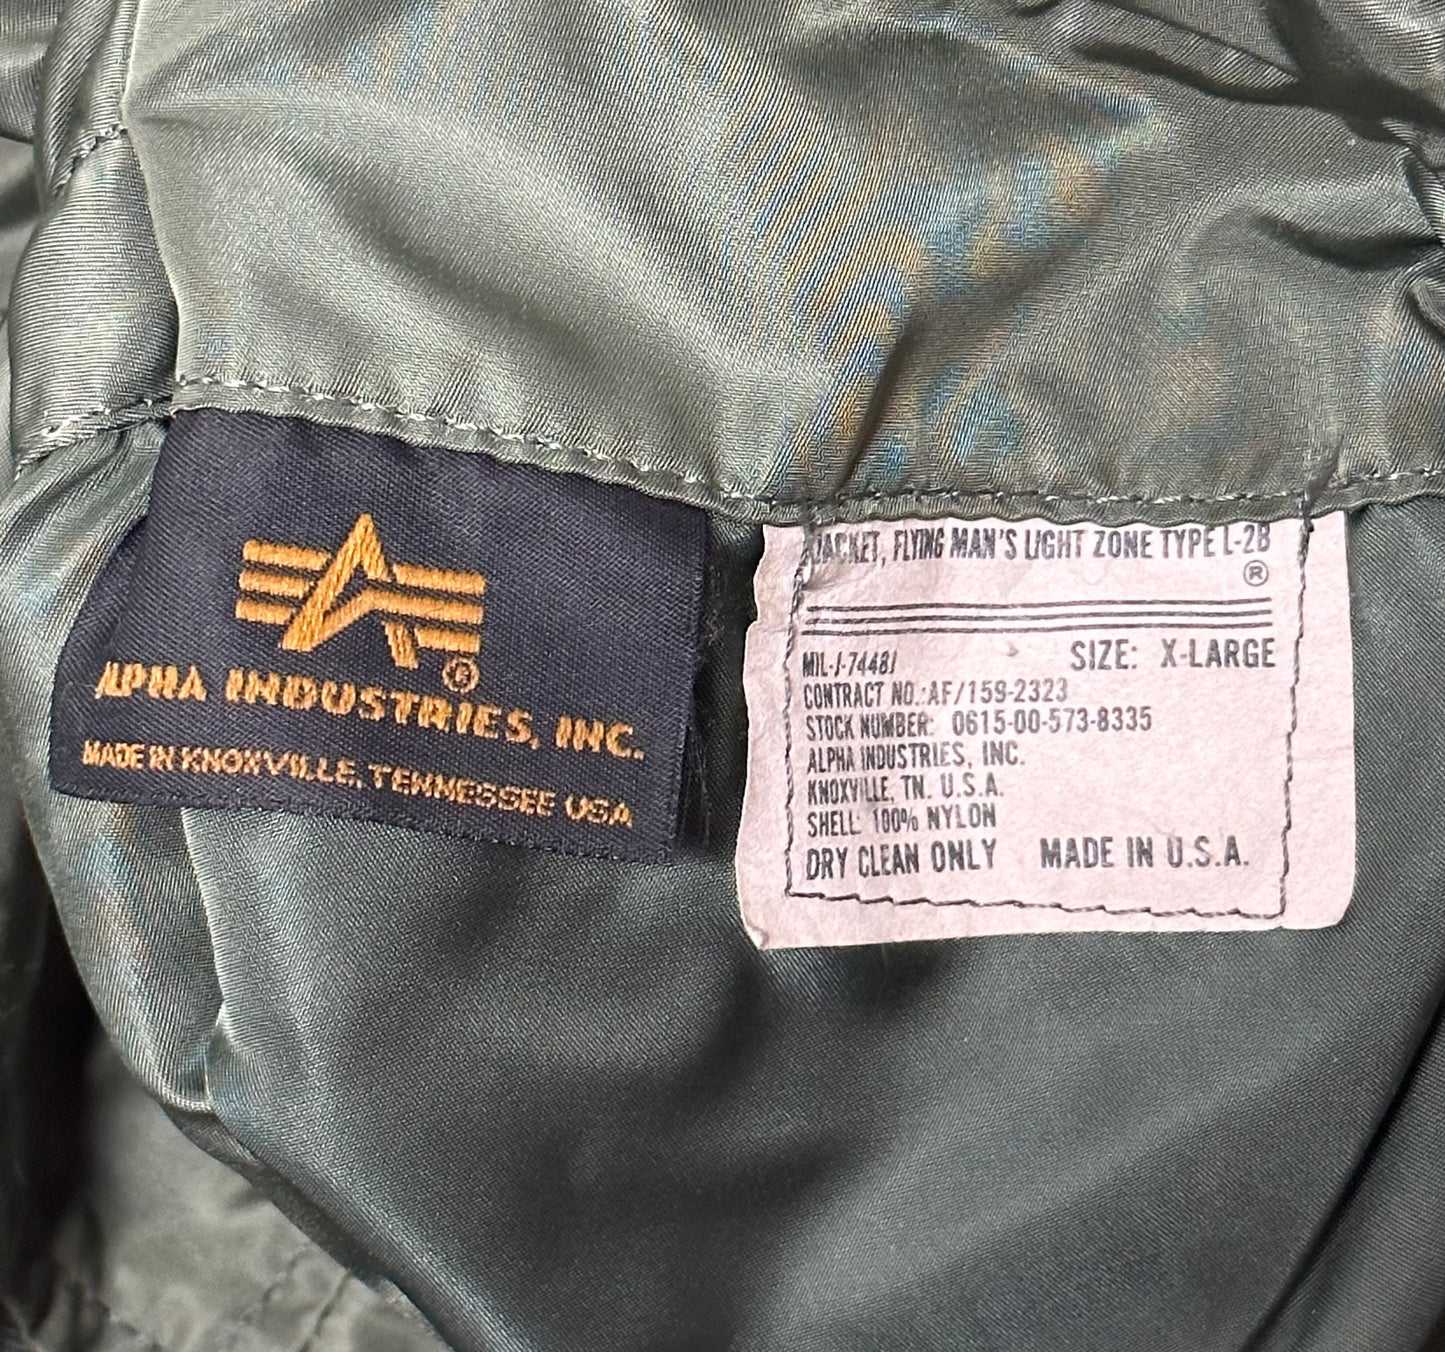 ®
ALPHA INDUSTRIES, INC.
MADE IN KNOXVILLE, TENNESSEE USA
JACKET, FLYING MAN'S LIGHT ZONE TYPE L-2B
®
MIL-J-7448/ SIZE: X-LARGE
CONTRACT NO.:AF/159-2323
STOCK NUMBER: 0615-00-573-8335
ALPHA INDUSTRIES, INC.
KNOXVILLE, TN. U.S.A.
SHELL: 100% NYLON
DRY CLEAN ONLY MADE IN U.S.A.